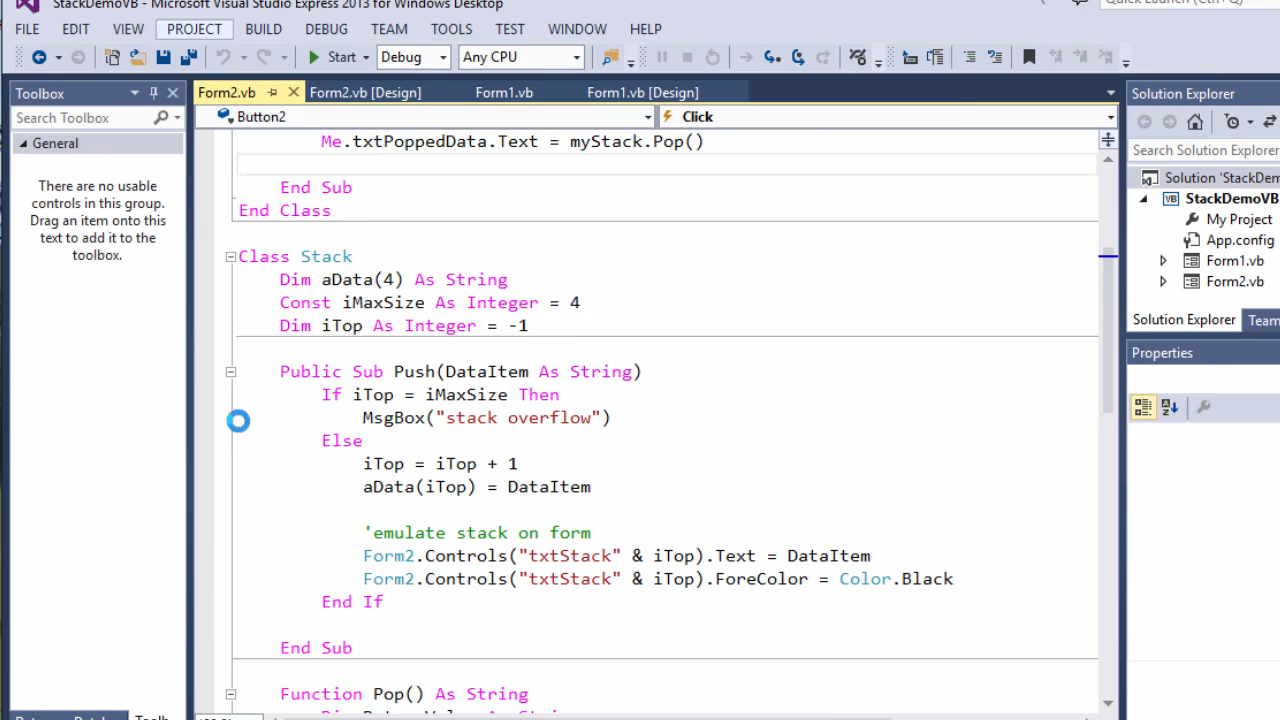 StackDemoVB - Microsoft Visual Studio Express 2013 for Windows Desktop
Quick Launch (Ctrl+Q)
FILE EDIT VIEW PROJECT BUILD DEBUG TEAM TOOLS TEST WINDOW HELP
Start Debug Any CPU
Toolbox
Search Toolbox
General
There are no usable
controls in this group.
Drag an item onto this
text to add it to the
toolbox.
Form2.vb Form2.vb [Design] Form1.vb Form1.vb [Design]
Button2 Click
Me.txtPoppedData.Text = myStack.Pop()
End Sub
End Class
Class Stack
Dim aData(4) As String
Const iMaxSize As Integer = 4
Dim iTop As Integer = -1
Public Sub Push(DataItem As String)
If iTop = iMaxSize Then
MsgBox("stack overflow")
Else
iTop = iTop + 1
aData(iTop) = DataItem
'emulate stack on form
Form2.Controls("txtStack" & iTop).Text = DataItem
Form2.Controls("txtStack" & iTop).ForeColor = Color.Black
End If
End Sub
Function Pop() As String
Solution Explorer
Search Solution Explorer
Solution 'StackDem
VB StackDemoVB
My Project
App.config
Form1.vb
Form2.vb
Solution Explorer Team
Properties